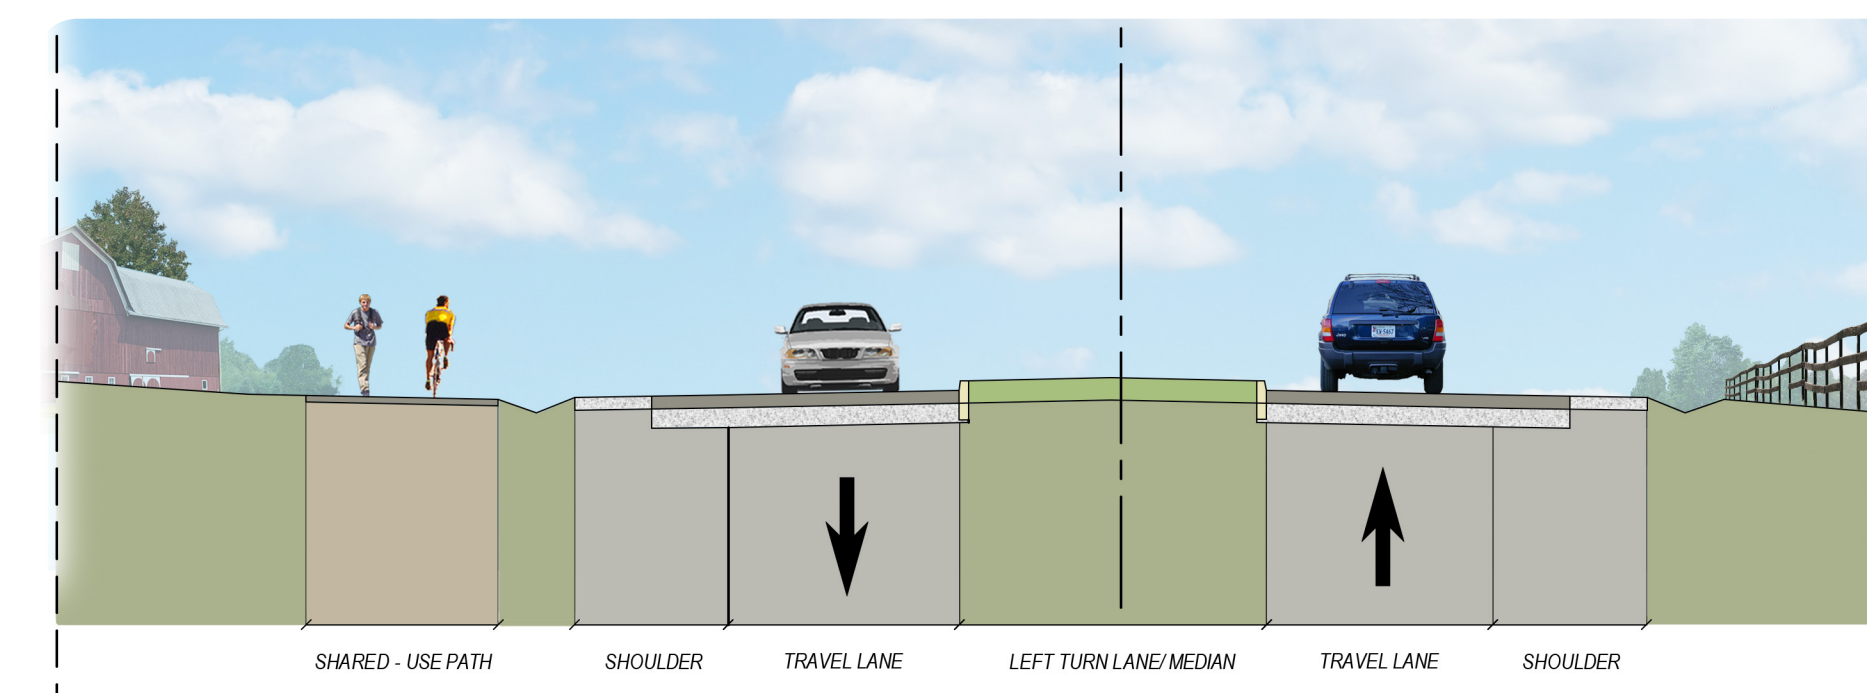 SHARED - USE PATH
SHOULDER
TRAVEL LANE
LEFT TURN LANE/ MEDIAN
TRAVEL LANE
SHOULDER